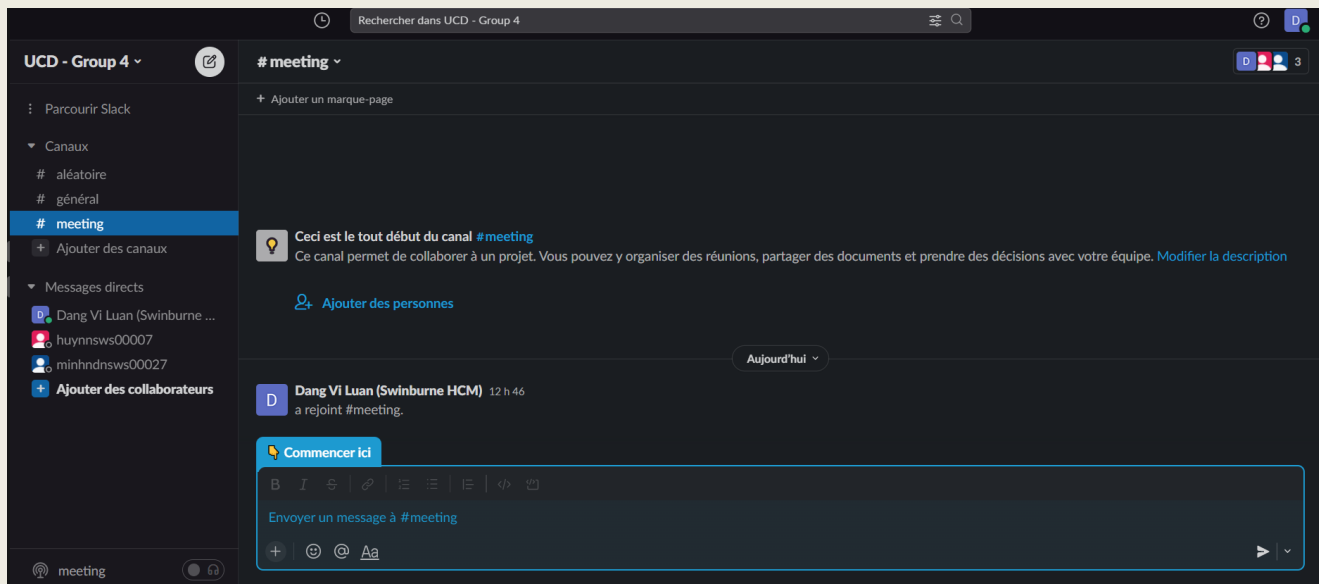 Rechercher dans UCD - Group 4
D
UCD - Group 4
# meeting
D 3
+ Ajouter un marque-page
Parcourir Slack
Canaux
# aléatoire
# général
# meeting
+ Ajouter des canaux
Messages directs
D Dang Vi Luan (Swinburne ...
huynnsws00007
minhndnsws00027
+ Ajouter des collaborateurs
meeting
Ceci est le tout début du canal #meeting
Ce canal permet de collaborer à un projet. Vous pouvez y organiser des réunions, partager des documents et prendre des décisions avec votre équipe. Modifier la description
Ajouter des personnes
Aujourd'hui
D Dang Vi Luan (Swinburne HCM) 12 h 46
a rejoint #meeting.
Commencer ici
B I S
Envoyer un message à #meeting
+ @ Aa